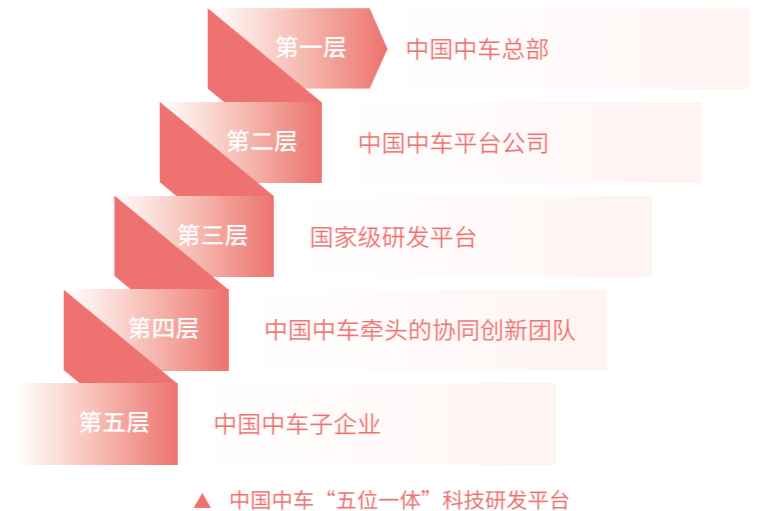 第一层 中国中车总部
第二层 中国中车平台公司
第三层 国家级研发平台
第四层 中国中车牵头的协同创新团队
第五层 中国中车子企业
▲ 中国中车“五位一体”科技研发平台